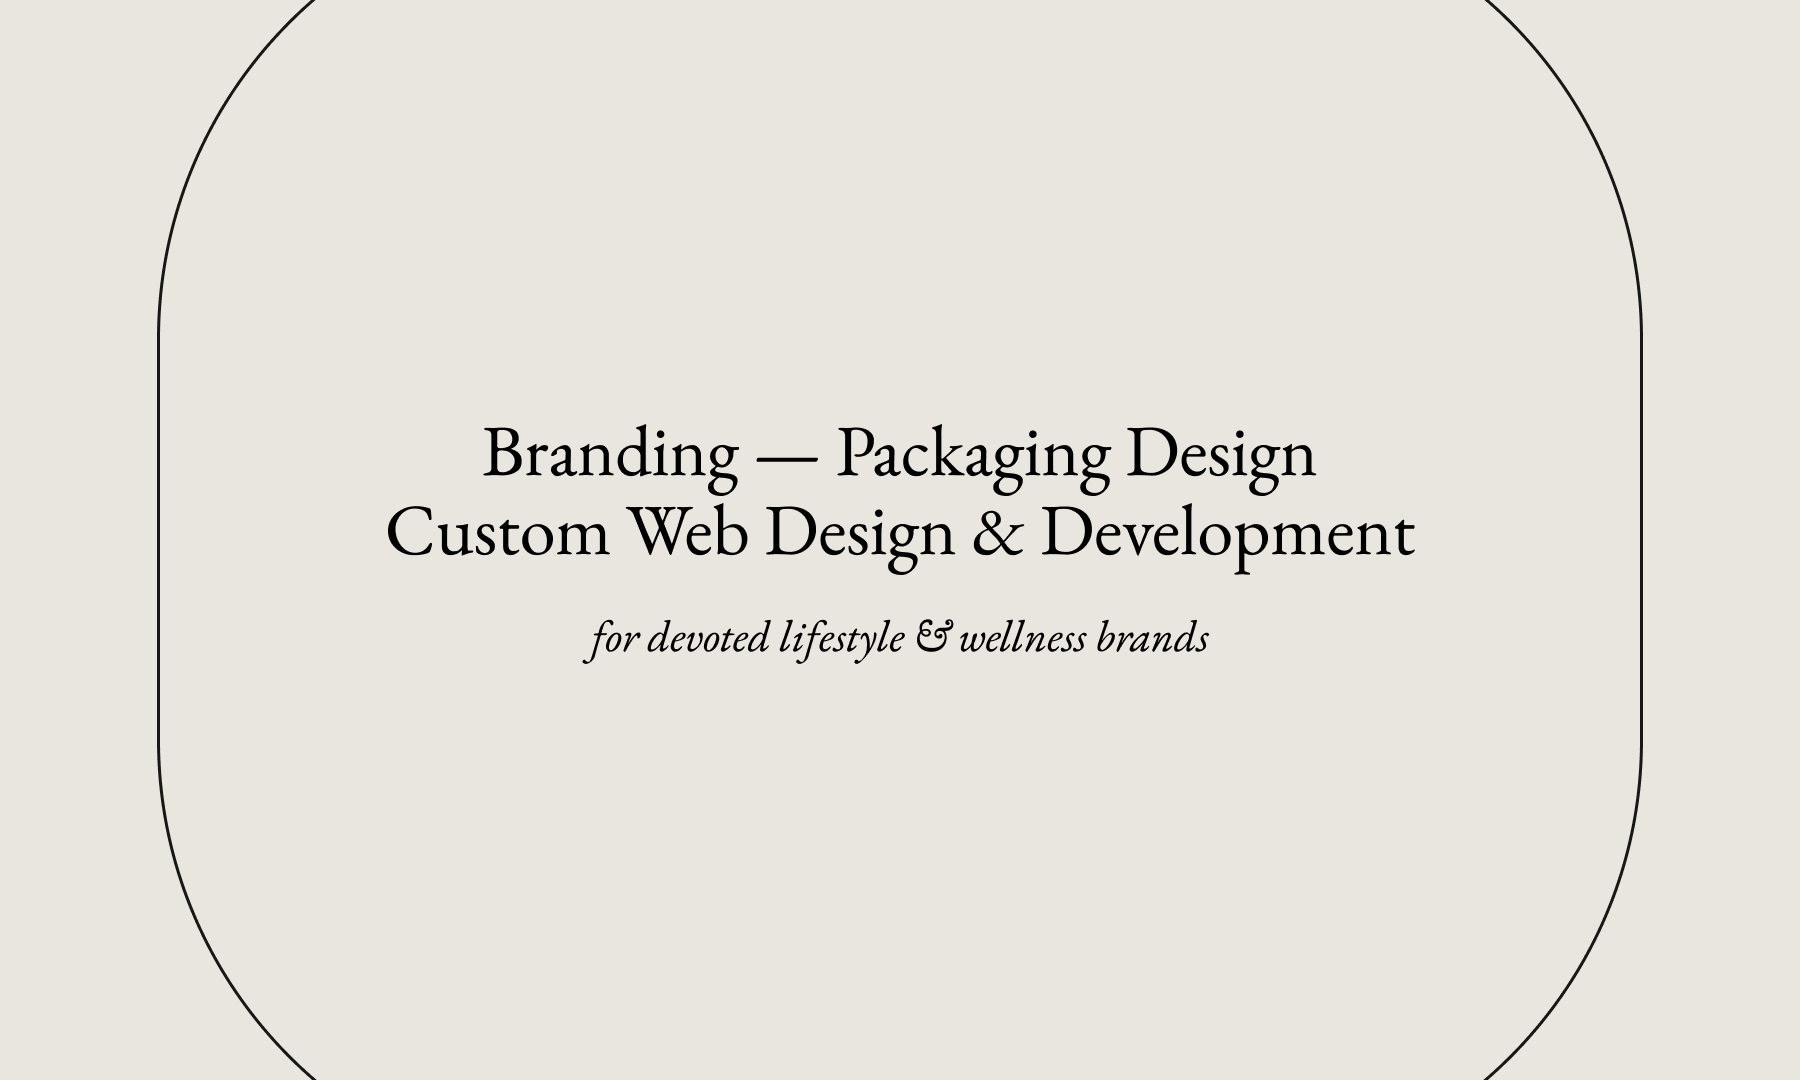 Branding — Packaging Design
Custom Web Design & Development
for devoted lifestyle & wellness brands